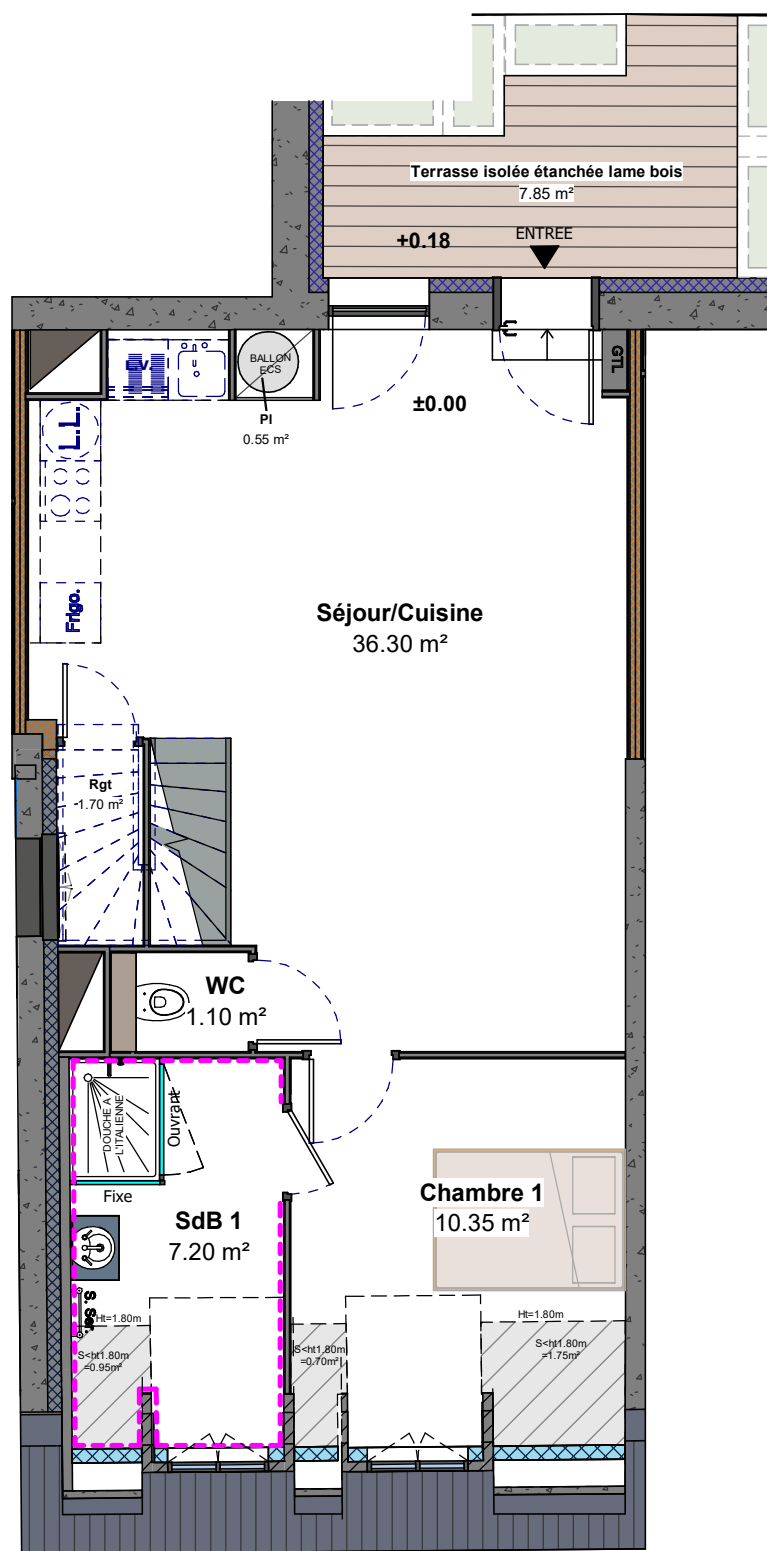 Terrasse isolée étanchée lame bois
7.85 m²
+0.18
ENTREE
L.V.
BALLON
ECS
GTL
PI
0.55 m²
±0.00
L.L.
Frigo.
Séjour/Cuisine
36.30 m²
Rgt
1.70 m²
WC
1.10 m²
DOUCHE A
L'ITALIENNE
Ouvrant
Fixe
SdB 1
7.20 m²
Chambre 1
10.35 m²
S. Ser.
Ht=1.80m
S<ht1.80m
=0.95m²
S<ht1.80m
=0.70m²
Ht=1.80m
S<ht1.80m
=1.75m²